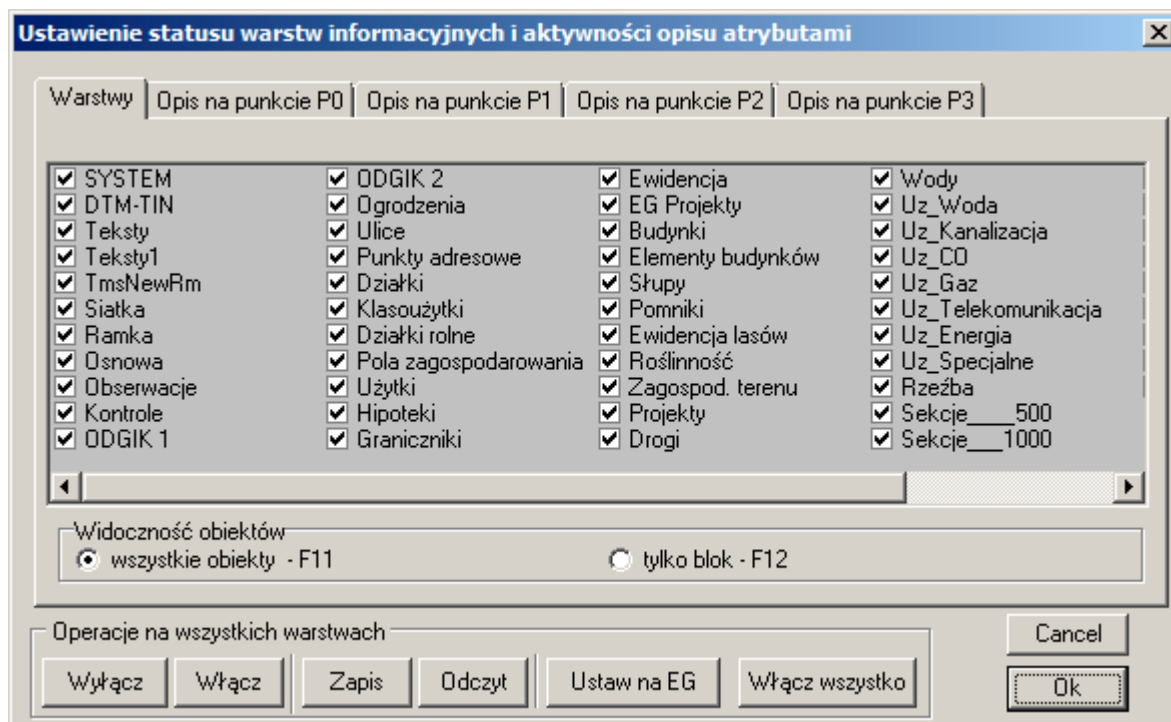 Ustawienie statusu warstw informacyjnych i aktywności opisu atrybutami
Warstwy Opis na punkcie P0 Opis na punkcie P1 Opis na punkcie P2 Opis na punkcie P3
SYSTEM ODGIK 2 Ewidencja Wody
DTM-TIN Ogrodzenia EG Projekty Uz_Woda
Teksty Ulice Budynki Uz_Kanalizacja
Teksty1 Punkty adresowe Elementy budynków Uz_CO
TmsNewRm Działki Słupy Uz_Gaz
Siatka Klasoużytki Pomniki Uz_Telekomunikacja
Ramka Działki rolne Ewidencja lasów Uz_Energia
Osnowa Pola zagospodarowania Roślinność Uz_Specjalne
Obserwacje Użytki Zagospod. terenu Rzeźba
Kontrole Hipoteki Projekty Sekcje____500
ODGIK 1 Graniczniki Drogi Sekcje___1000
Widoczność obiektów
wszystkie obiekty - F11 tylko blok - F12
Operacje na wszystkich warstwach
Cancel
Wyłącz Włącz Zapis Odczyt Ustaw na EG Włącz wszystko Ok